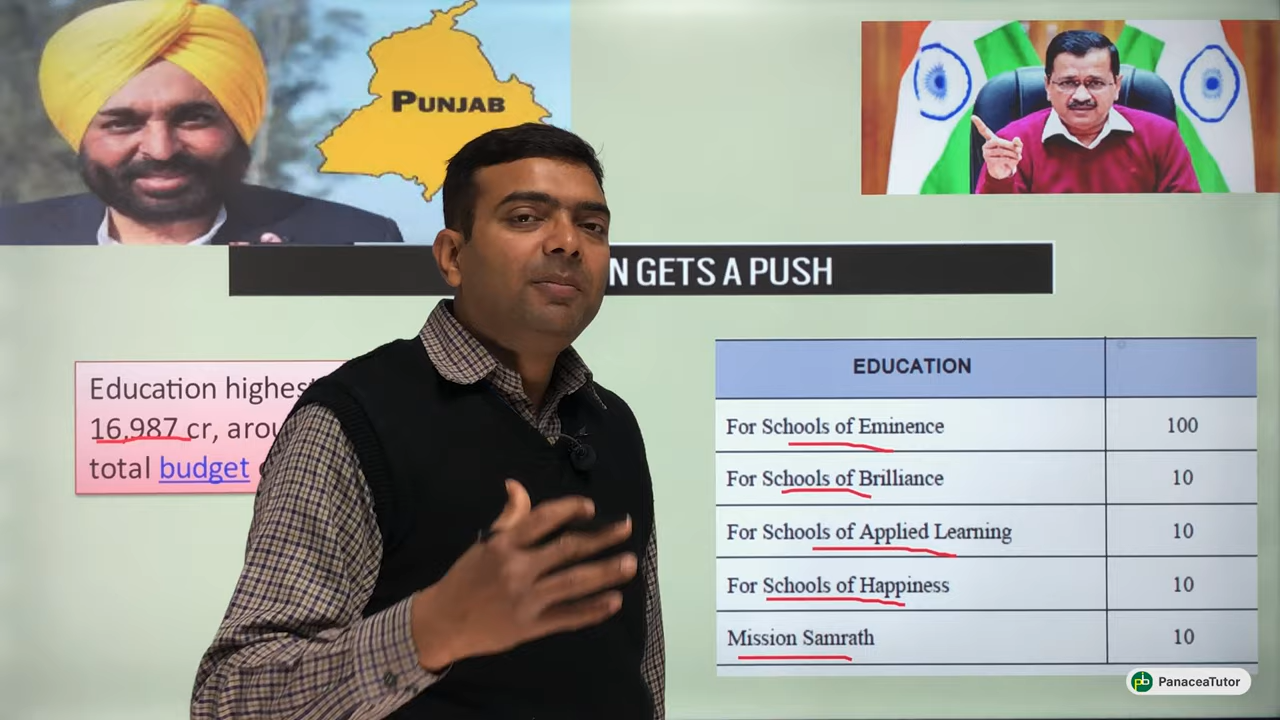 PUNJAB
N GETS A PUSH
Education highes
16,987 cr, arou
total budget
EDUCATION
For Schools of Eminence 100
For Schools of Brilliance 10
For Schools of Applied Learning 10
For Schools of Happiness 10
Mission Samrath 10
pb PanaceaTutor